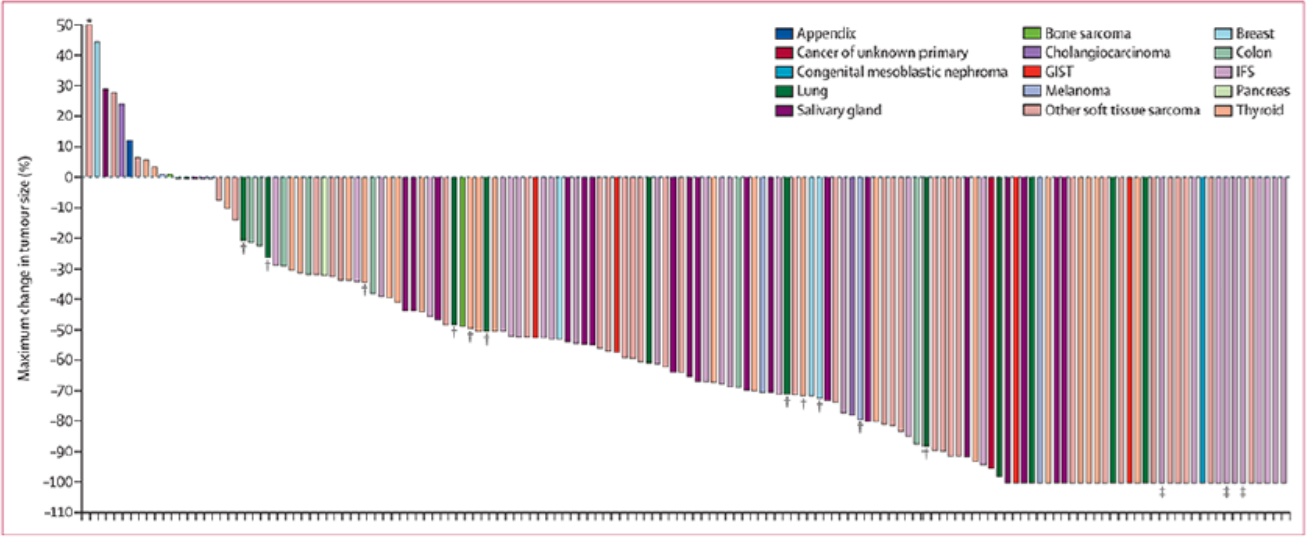 *
50
40
30
20
10
0
-10
-20
-30
-40
-50
-60
-70
-80
-90
-100
-110
Maximum change in tumour size (%)
Appendix
Cancer of unknown primary
Congenital mesoblastic nephroma
Lung
Salivary gland
Bone sarcoma
Cholangiocarcinoma
GIST
Melanoma
Other soft tissue sarcoma
Breast
Colon
IFS
Pancreas
Thyroid
† † † † † † † † † † †
‡ ‡ ‡